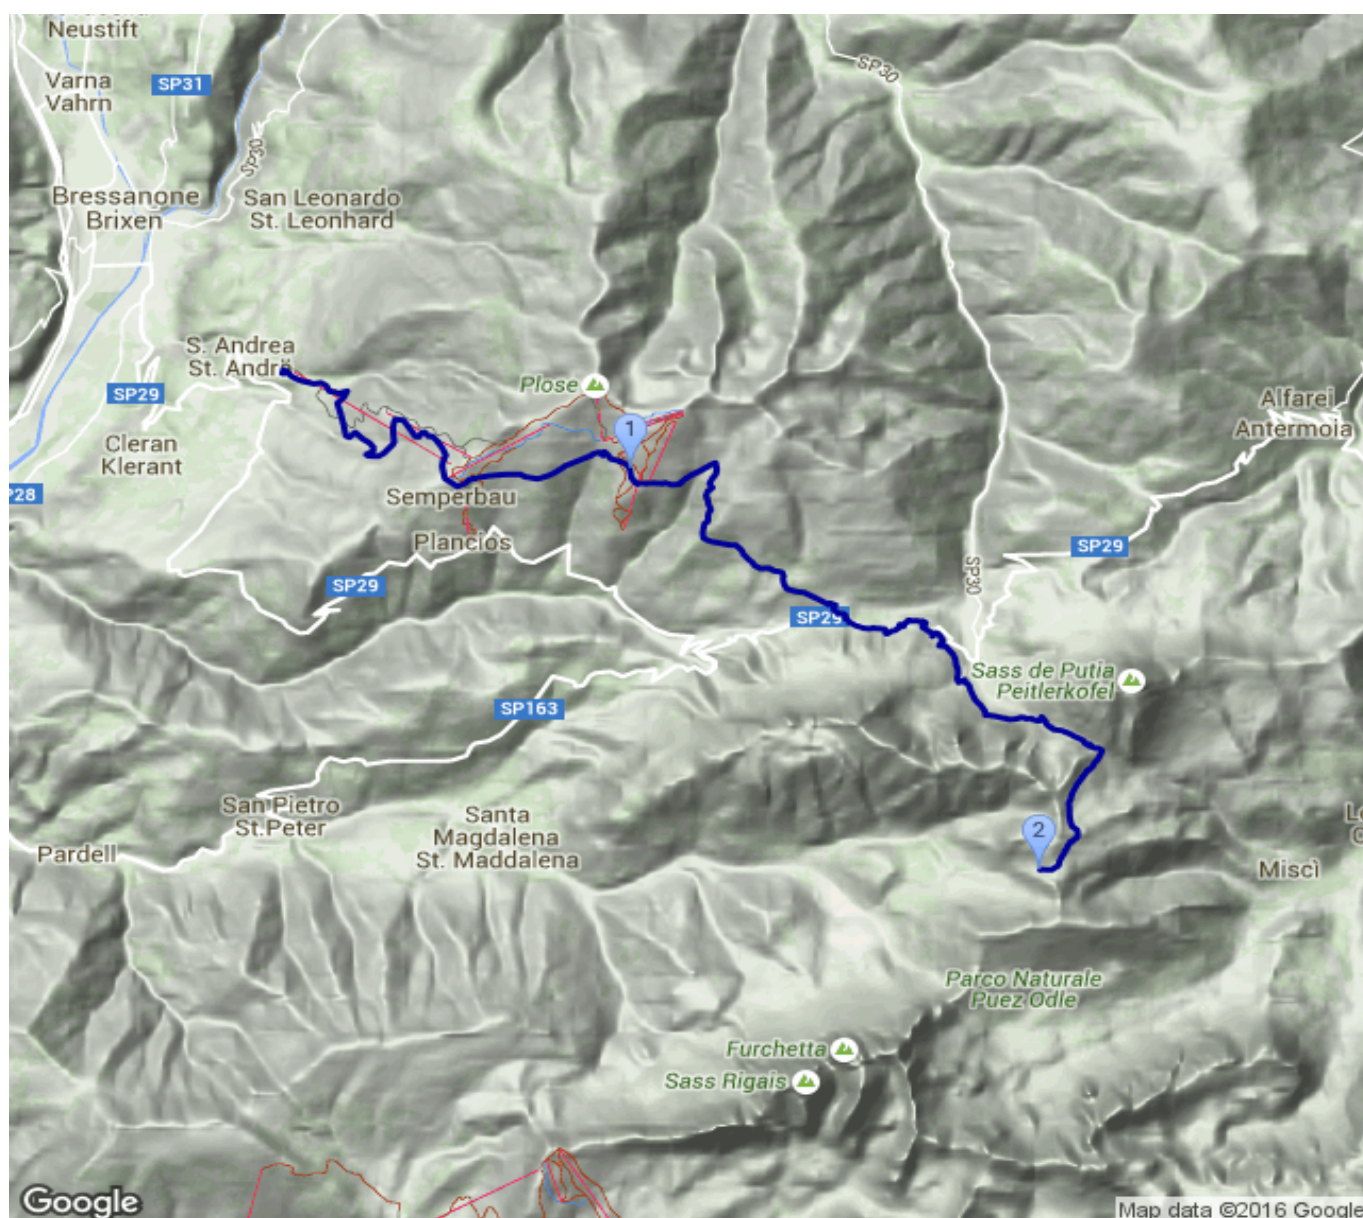 Neustift
Varna
Vahrn
SP31
SP30
SP30
Bressanone
Brixen
San Leonardo
St. Leonhard
S. Andrea
St. Andrä
Plose
SP29
1
Alfarei
Antermoia
Cleran
Klerant
P28
Semperbau
Plancios
SP29
SP29
SP30
SP29
Sass de Putia
Peitlerkofel
SP163
San Pietro
St.Peter
Santa
Magdalena
St. Maddalena
2
Pardell
Miscì
Parco Naturale
Puez Odle
Furchetta
Sass Rigais
Google
Map data ©2016 Google